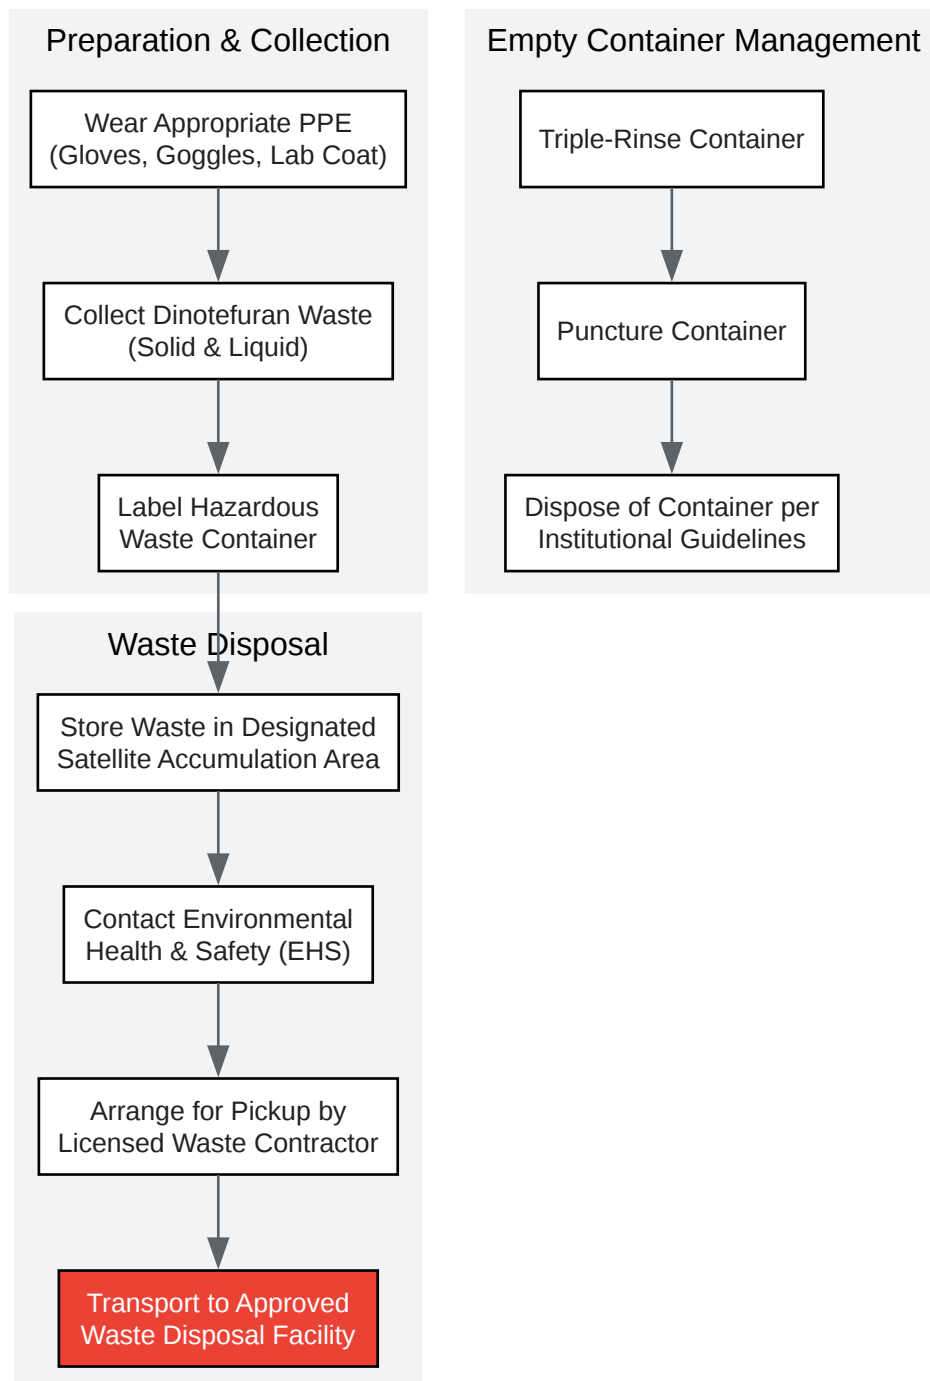 Preparation & Collection
Wear Appropriate PPE
(Gloves, Goggles, Lab Coat)
Collect Dinotefuran Waste
(Solid & Liquid)
Label Hazardous
Waste Container
Waste Disposal
Store Waste in Designated
Satellite Accumulation Area
Contact Environmental
Health & Safety (EHS)
Arrange for Pickup by
Licensed Waste Contractor
Transport to Approved
Waste Disposal Facility
Empty Container Management
Triple-Rinse Container
Puncture Container
Dispose of Container per
Institutional Guidelines